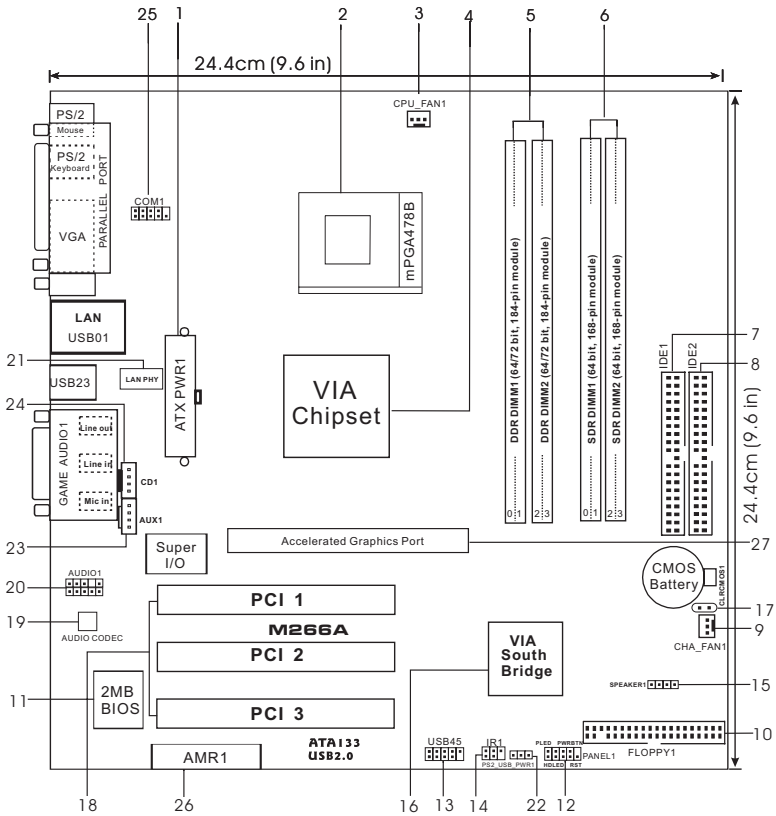 25 1 2 3 4 5 6
24.4cm (9.6 in)
CPU_FAN1
PS/2
Mouse
PS/2
Keyboard
PARALLEL PORT
VGA
COM1
mPGA478B
DDR DIMM1 (64/72 bit, 184-pin module)
DDR DIMM2 (64/72 bit, 184-pin module)
SDR DIMM1 (64 bit, 168-pin module)
SDR DIMM2 (64 bit, 168-pin module)
0 1
2 3
0 1
2 3
LAN
USB01
21
LAN PHY
USB23
24
ATX PWR1
VIA
Chipset
IDE1
IDE2
7
8
24.4cm (9.6 in)
GAME AUDIO1
Line out
Line in
Mic in
CD1
AUX1
23
Super
I/O
Accelerated Graphics Port
27
20
AUDIO1
CMOS
Battery
CLRCMOS1
17
19
AUDIO CODEC
PCI 1
M266A
PCI 2
VIA
South
Bridge
9
CHA_FAN1
11
2MB
BIOS
SPEAKER1
15
PCI 3
10
FLOPPY1
AMR1
ATA133
USB2.0
USB45
IR1
PS2_USB_PWR1
PLED PWRBTN
PANEL1
HDLED RST
18 26 16 13 14 22 12